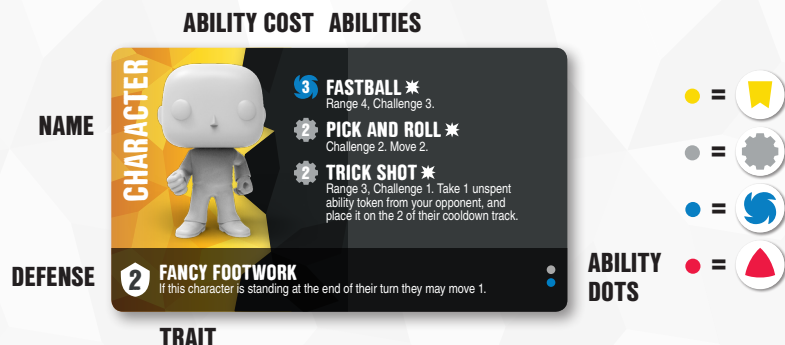 ABILITY COST ABILITIES
NAME
CHARACTER
3 FASTBALL
Range 4, Challenge 3.
2 PICK AND ROLL
Challenge 2. Move 2.
2 TRICK SHOT
Range 3, Challenge 1. Take 1 unspent
ability token from your opponent, and
place it on the 2 of their cooldown track.
DEFENSE
2 FANCY FOOTWORK
If this character is standing at the end of their turn they may move 1.
ABILITY
DOTS
TRAIT
=
=
=
=